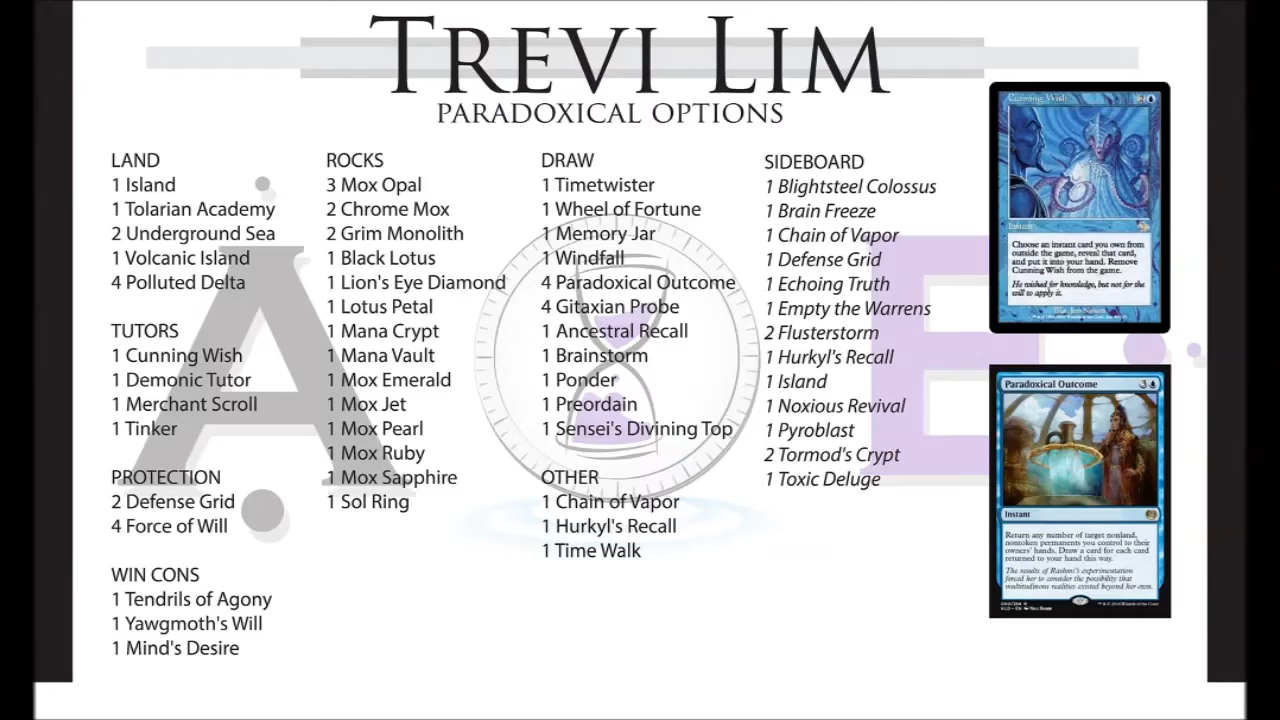 TREVI LIM
PARADOXICAL OPTIONS
LAND
1 Island
1 Tolarian Academy
2 Underground Sea
1 Volcanic Island
4 Polluted Delta
TUTORS
1 Cunning Wish
1 Demonic Tutor
1 Merchant Scroll
1 Tinker
PROTECTION
2 Defense Grid
4 Force of Will
WIN CONS
1 Tendrils of Agony
1 Yawgmoth's Will
1 Mind's Desire
ROCKS
3 Mox Opal
2 Chrome Mox
2 Grim Monolith
1 Black Lotus
1 Lion's Eye Diamond
1 Lotus Petal
1 Mana Crypt
1 Mana Vault
1 Mox Emerald
1 Mox Jet
1 Mox Pearl
1 Mox Ruby
1 Mox Sapphire
1 Sol Ring
DRAW
1 Timetwister
1 Wheel of Fortune
1 Memory Jar
1 Windfall
4 Paradoxical Outcome
4 Gitaxian Probe
1 Ancestral Recall
1 Brainstorm
1 Ponder
1 Preordain
1 Sensei's Divining Top
OTHER
1 Chain of Vapor
1 Hurkyl's Recall
1 Time Walk
SIDEBOARD
1 Blightsteel Colossus
1 Brain Freeze
1 Chain of Vapor
1 Defense Grid
1 Echoing Truth
1 Empty the Warrens
2 Flusterstorm
1 Hurkyl's Recall
1 Island
1 Noxious Revival
1 Pyroblast
2 Tormod's Crypt
1 Toxic Deluge
Cunning Wish 2
Instant
Choose an instant card you own from
outside the game, reveal that card,
and put it into your hand. Remove
Cunning Wish from the game.
He wished for knowledge, but not for the
will to apply it.
Paradoxical Outcome 3
Instant
Return any number of target nonland,
nontoken permanents you control to their
owners' hands. Draw a card for each card
returned to your hand this way.
The results of Rashmi's experimentation
forced her to consider the possibility that
multitudinous realities existed beyond her own.
A E